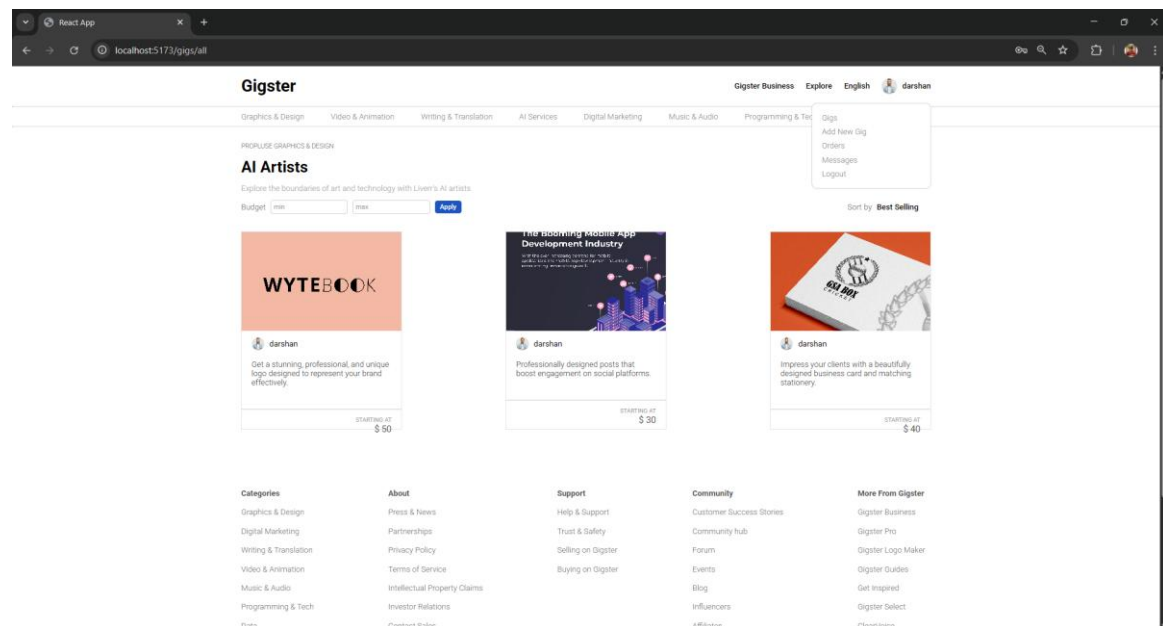 React App
localhost:5173/gigs/all
Gigster
Gigster Business Explore English darshan
Graphics & Design Video & Animation Writing & Translation AI Services Digital Marketing Music & Audio Programming & Tec
Gigs
Add New Gig
Orders
Messages
Logout
PROPLUSE GRAPHICS & DESIGN
AI Artists
Explore the boundaries of art and technology with Liverr's AI artists.
Budget min max Apply
Sort by Best Selling
WYTEBOOK
darshan
Get a stunning, professional, and unique
logo designed to represent your brand
effectively.
STARTING AT
$ 50
The Booming Mobile App
Development Industry
darshan
Professionally designed posts that
boost engagement on social platforms.
STARTING AT
$ 30
GSA BOX
CRICKET
darshan
Impress your clients with a beautifully
designed business card and matching
stationery.
STARTING AT
$ 40
Categories About Support Community More From Gigster
Graphics & Design Press & News Help & Support Customer Success Stories Gigster Business
Digital Marketing Partnerships Trust & Safety Community hub Gigster Pro
Writing & Translation Privacy Policy Selling on Gigster Forum Gigster Logo Maker
Video & Animation Terms of Service Buying on Gigster Events Gigster Guides
Music & Audio Intellectual Property Claims Blog Get Inspired
Programming & Tech Investor Relations Influencers Gigster Select
Data Contact Sales Affiliates ClearVoice